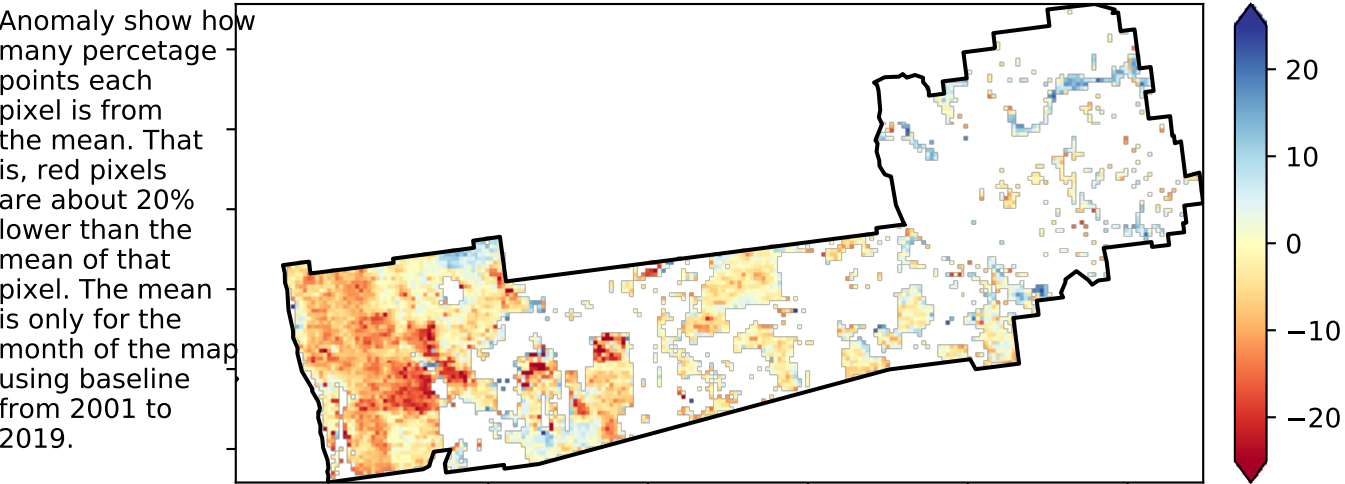 Anomaly show how
many percetage
points each
pixel is from
the mean. That
is, red pixels
are about 20%
lower than the
mean of that
pixel. The mean
is only for the
month of the map
using baseline
from 2001 to
2019.
20
10
0
−10
−20